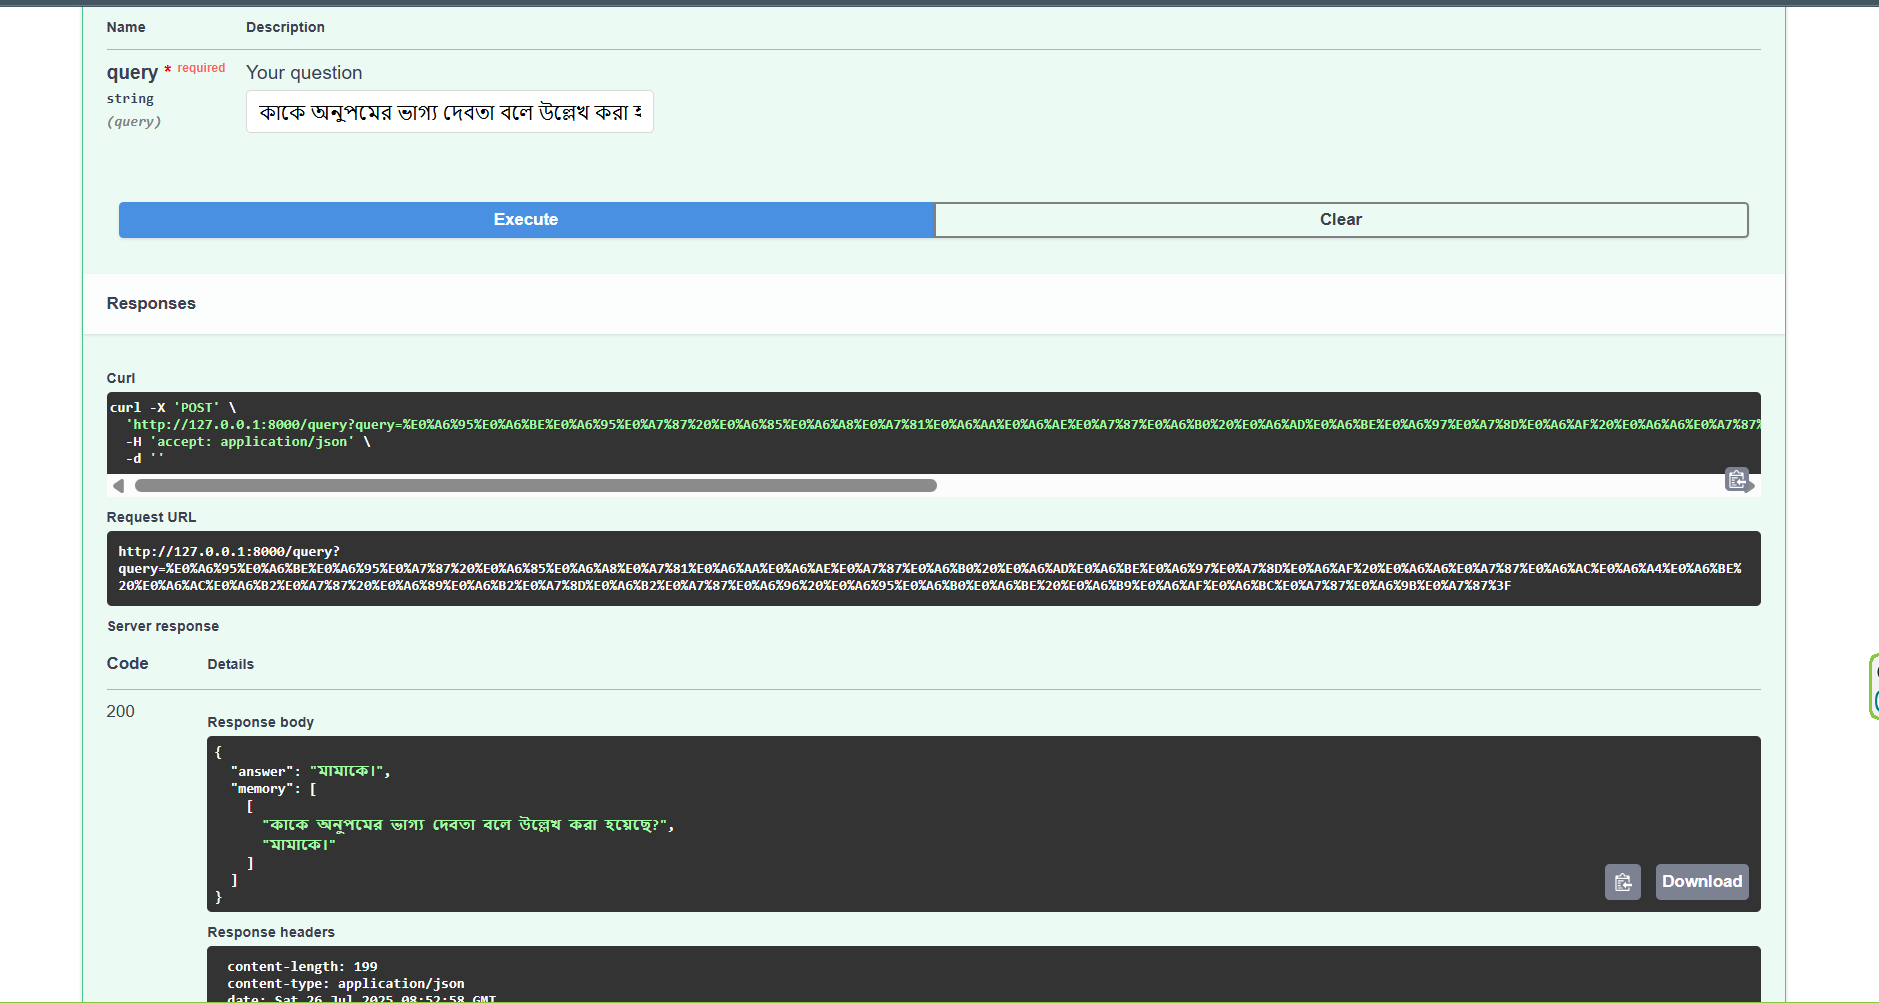 Name Description
query * required Your question
string
(query)
কাকে অনুপমের ভাগ্য দেবতা বলে উল্লেখ করা
Execute Clear
Responses
Curl
curl -X 'POST' \
'http://127.0.0.1:8000/query?query=%E0%A6%95%E0%A6%BE%E0%A6%95%E0%A7%87%20%E0%A6%85%E0%A6%A8%E0%A7%81%E0%A6%AA%E0%A6%AE%E0%A7%87%E0%A6%B0%20%E0%A6%AD%E0%A6%BE%E0%A6%97%E0%A7%8D%E0%A6%AF%20%E0%A6%A6%E0%A7%87%
-H 'accept: application/json' \
-d ''
Request URL
http://127.0.0.1:8000/query?
query=%E0%A6%95%E0%A6%BE%E0%A6%95%E0%A7%87%20%E0%A6%85%E0%A6%A8%E0%A7%81%E0%A6%AA%E0%A6%AE%E0%A7%87%E0%A6%B0%20%E0%A6%AD%E0%A6%BE%E0%A6%97%E0%A7%8D%E0%A6%AF%20%E0%A6%A6%E0%A7%87%E0%A6%AC%E0%A6%A4%E0%A6%BE%
20%E0%A6%AC%E0%A6%B2%E0%A7%87%20%E0%A6%89%E0%A6%B2%E0%A7%8D%E0%A6%B2%E0%A7%87%E0%A6%96%20%E0%A6%95%E0%A6%B0%E0%A6%BE%20%E0%A6%B9%E0%A6%AF%E0%A6%BC%E0%A7%87%E0%A6%9B%E0%A7%87%3F
Server response
Code Details
200
Response body
{
"answer": "মামাকে।",
"memory": [
[
"কাকে অনুপমের ভাগ্য দেবতা বলে উল্লেখ করা হয়েছে?",
"মামাকে।"
]
]
}
Download
Response headers
content-length: 199
content-type: application/json
date: Sat,26 Jul 2025 08:52:58 GMT